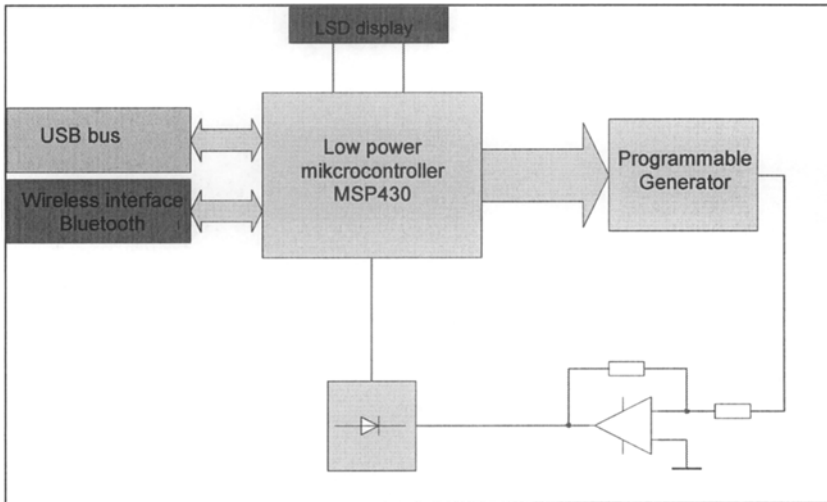 LSD display
USB bus
Wireless interface
Bluetooth
Low power
mikcrocontroller
MSP430
Programmable
Generator